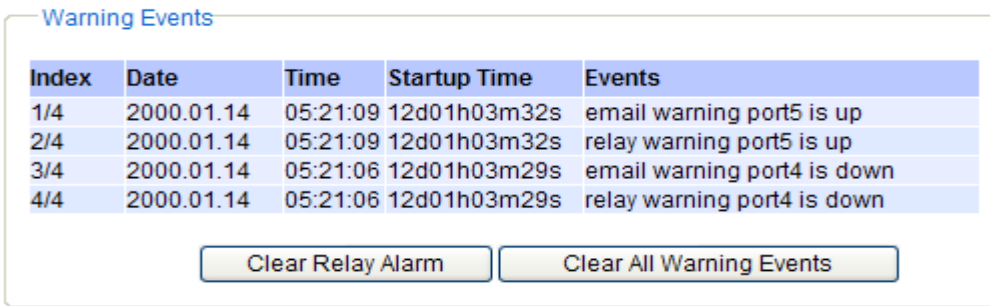 Warning Events
Index Date Time Startup Time Events
1/4 2000.01.14 05:21:09 12d01h03m32s email warning port5 is up
2/4 2000.01.14 05:21:09 12d01h03m32s relay warning port5 is up
3/4 2000.01.14 05:21:06 12d01h03m29s email warning port4 is down
4/4 2000.01.14 05:21:06 12d01h03m29s relay warning port4 is down
Clear Relay Alarm Clear All Warning Events